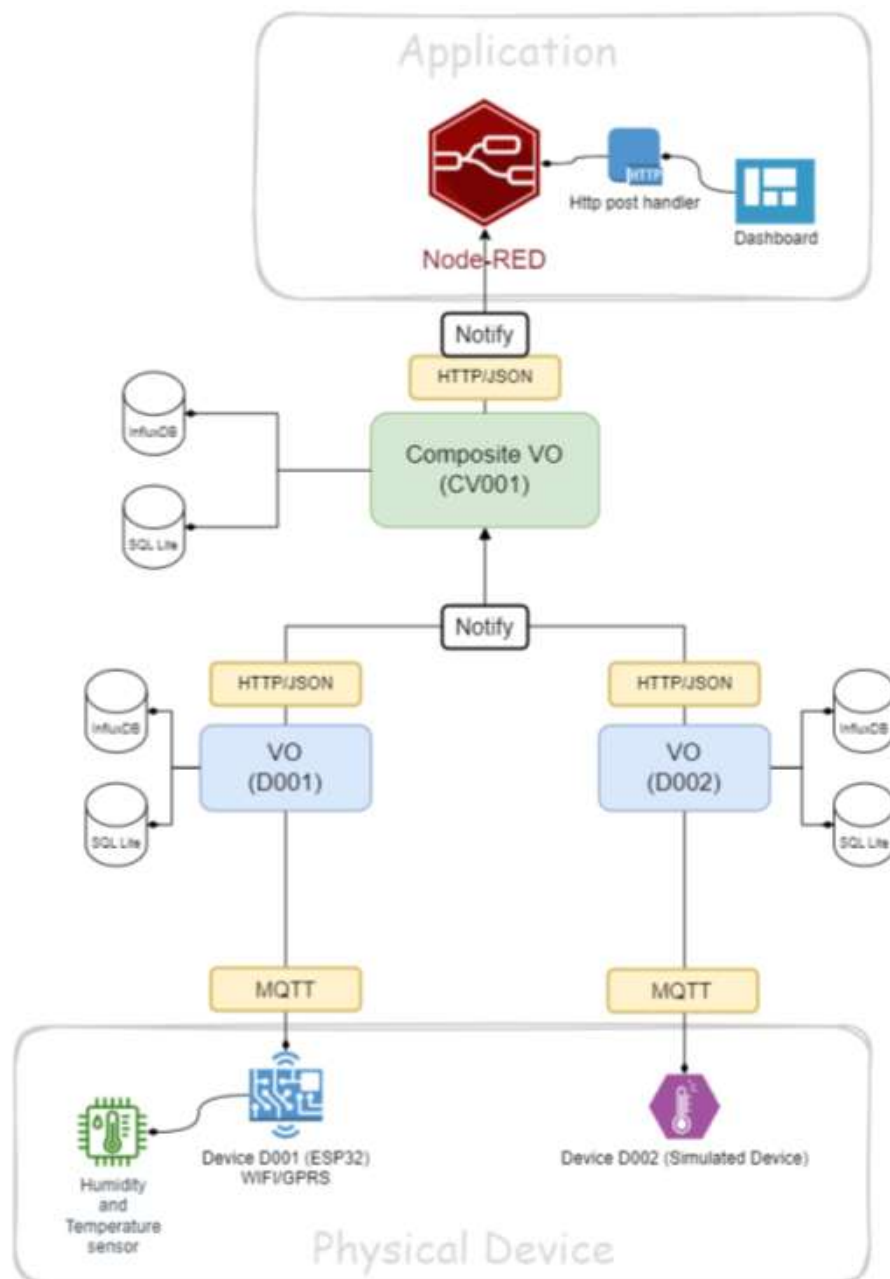 Application
HTTP
Http post handler
Dashboard
Node-RED
Notify
HTTP/JSON
InfluxDB
Composite VO
(CV001)
SQL Lite
Notify
HTTP/JSON
HTTP/JSON
InfluxDB
VO
(D001)
SQL Lite
VO
(D002)
InfluxDB
SQL Lite
MQTT
MQTT
Device D001 (ESP32)
WIFI/GPRS
Device D002 (Simulated Device)
Humidity
and
Temperature
sensor
Physical Device